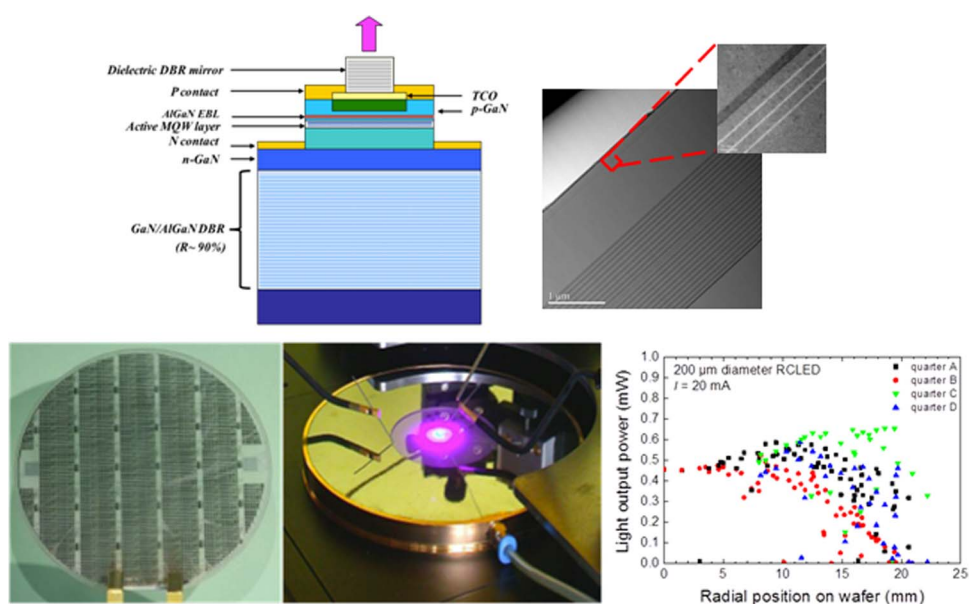 Dielectric DBR mirror
P contact
TCO
p-GaN
AlGaN EBL
Active MQW layer
N contact
n-GaN
GaN/AlGaN DBR
(R~ 90%)
1 μm
200 μm diameter RCLED
I = 20 mA
quarter A
quarter B
quarter C
quarter D
Light output power (mW)
1.0
0.9
0.8
0.7
0.6
0.5
0.4
0.3
0.2
0.1
0.0
0 5 10 15 20 25
Radial position on wafer (mm)